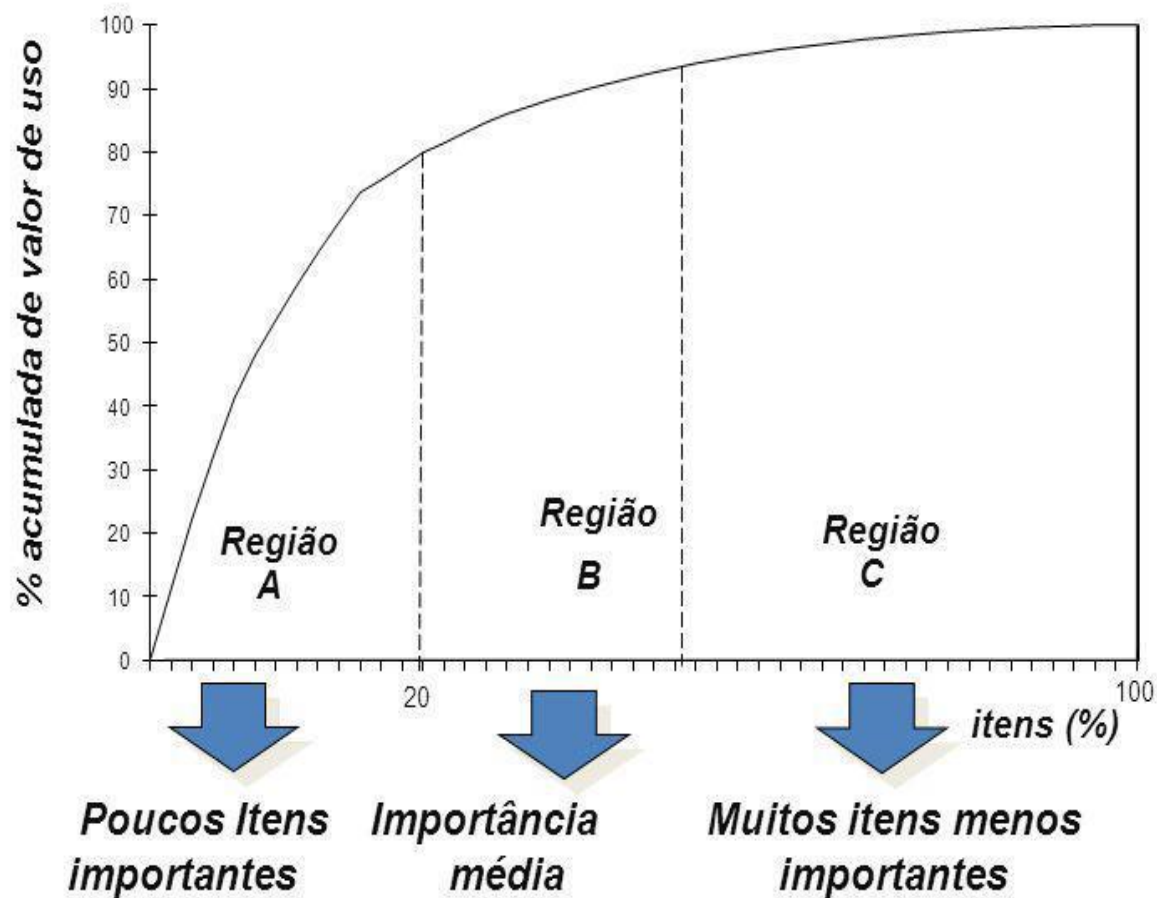 % acumulada de valor de uso
100
90
80
70
60
50
40
30
20
10
0
Região
A
Região
B
Região
C
20
100
itens (%)
Poucos Itens
importantes
Importância
média
Muitos itens menos
importantes